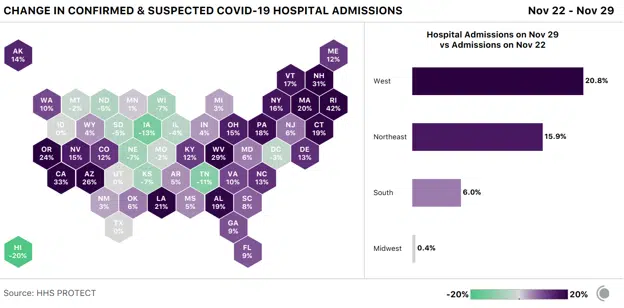 CHANGE IN CONFIRMED & SUSPECTED COVID-19 HOSPITAL ADMISSIONS
Nov 22 - Nov 29
AK
14%
ME
12%
VT
17%
NH
31%
WA
10%
MT
-2%
ND
-5%
MN
1%
WI
-7%
MI
3%
NY
16%
MA
20%
RI
42%
ID
0%
WY
4%
SD
-5%
IA
-13%
IL
-4%
IN
4%
OH
15%
PA
18%
NJ
6%
CT
19%
OR
24%
NV
15%
CO
12%
NE
-7%
MO
-3%
KY
12%
WV
29%
MD
6%
DC
-3%
DE
13%
CA
33%
AZ
26%
UT
0%
KS
-7%
AR
6%
TN
-11%
VA
10%
NC
13%
NM
3%
OK
6%
LA
21%
MS
5%
AL
19%
SC
8%
TX
0%
GA
9%
HI
-20%
FL
9%
Hospital Admissions on Nov 29
vs Admissions on Nov 22
West
20.8%
Northeast
15.9%
South
6.0%
Midwest
0.4%
Source: HHS PROTECT
-20%
20%